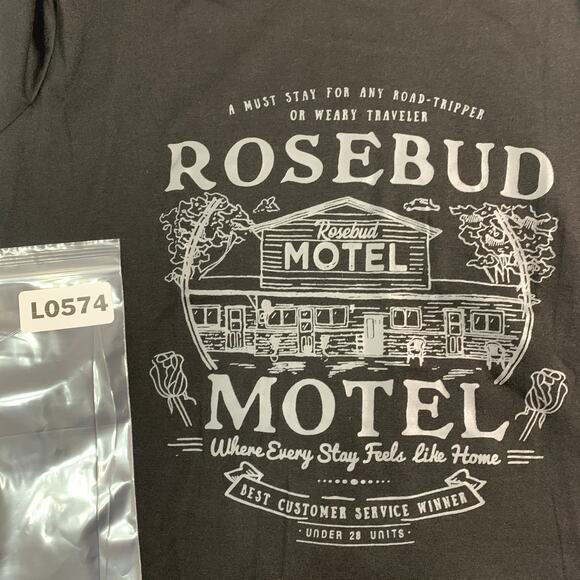 A MUST STAY FOR ANY ROAD-TRIPPER
OR WEARY TRAVELER
ROSEBUD
Rosebud
MOTEL
L0574
MOTEL
Where Every Stay Feels Like Home
BEST CUSTOMER SERVICE WINNER
· UNDER 28 UNITS ·